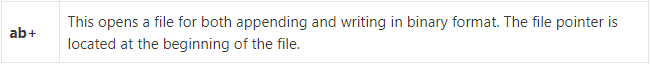 ab+
This opens a file for both appending and writing in binary format. The file pointer is
located at the beginning of the file.